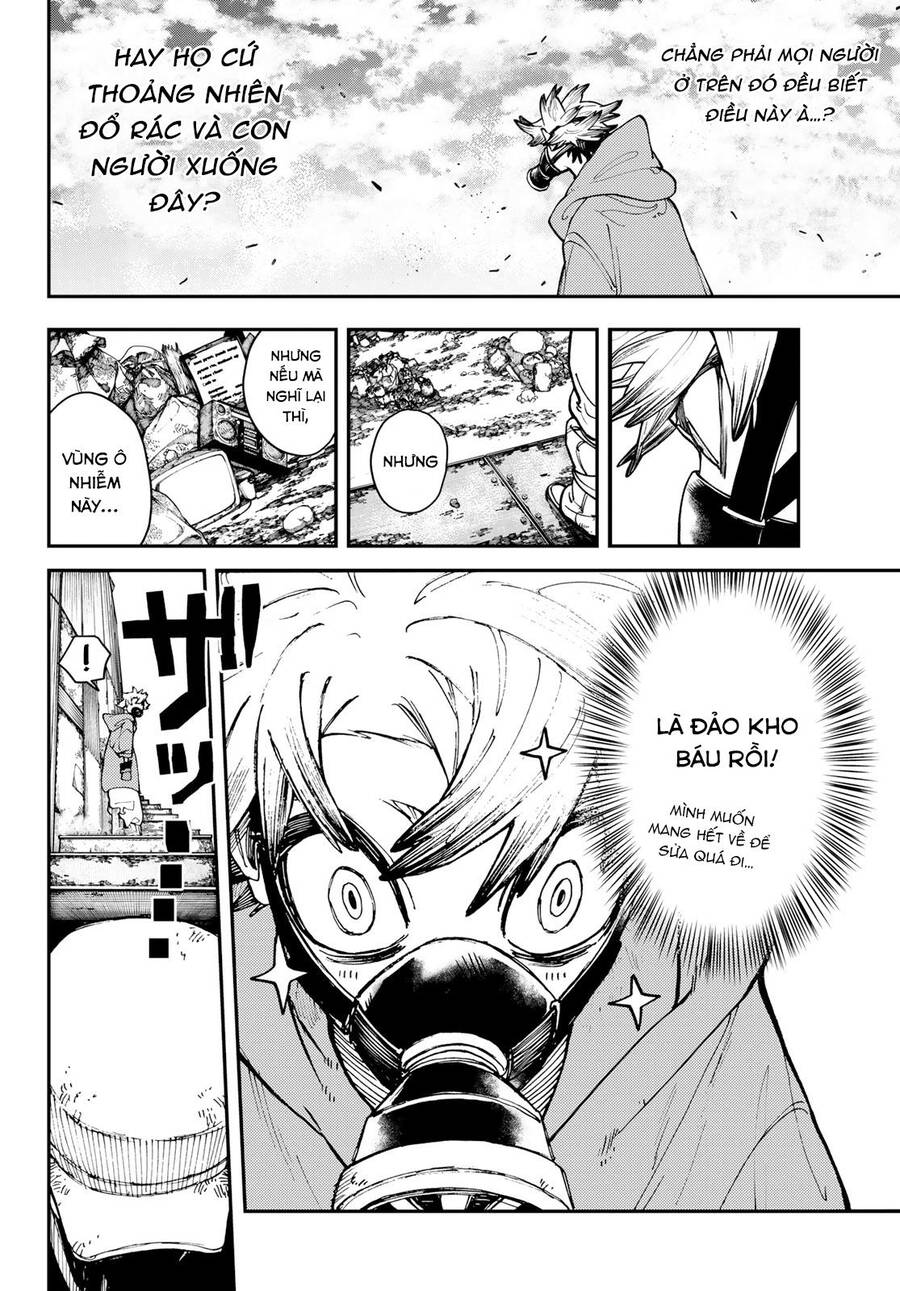 CHẲNG PHẢI MỌI NGƯỜI
Ở TRÊN ĐÓ ĐỀU BIẾT
ĐIỀU NÀY À...?
HAY HỌ CỨ
THOẢNG NHIÊN
ĐỔ RÁC VÀ CON
NGƯỜI XUỐNG
ĐÂY?
NHƯNG
NHƯNG
NẾU MÀ
NGHĨ LẠI
THÌ,
VÙNG Ô
NHIỄM
NÀY...
LÀ ĐẢO KHO
BÁU RỒI!
MÌNH MUỐN
MANG HẾT VỀ ĐỂ
SỬA QUÁ ĐI...
ザッ....
!